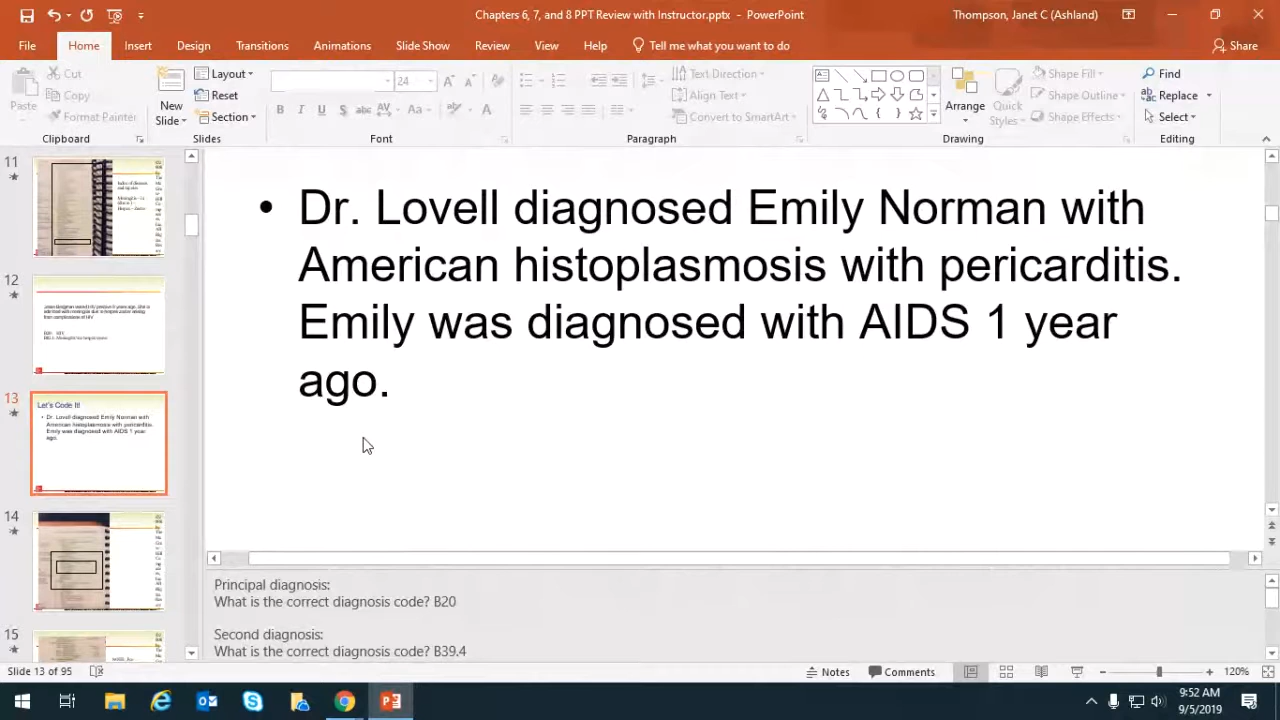 Chapters 6, 7, and 8 PPT Review with Instructor.pptx - PowerPoint
Thompson, Janet C (Ashland)
File Home Insert Design Transitions Animations Slide Show Review View Help Tell me what you want to do Share
Paste
Cut
Copy
Format Painter
Clipboard
New
Slide
Layout
Reset
Section
Slides
24
B I U S abc AV Aa A
Font
Text Direction
Align Text
Convert to SmartArt
Paragraph
Arrange
Quick
Styles
Shape Fill
Shape Outline
Shape Effects
Drawing
Find
Replace
Select
Editing
11
12
13
Let's Code It!
• Dr. Lovell diagnosed Emily Norman with
American histoplasmosis with pericarditis.
Emily was diagnosed with AIDS 1 year
ago.
14
15
• Dr. Lovell diagnosed Emily Norman with
American histoplasmosis with pericarditis.
Emily was diagnosed with AIDS 1 year
ago.
Principal diagnosis:
What is the correct diagnosis code? B20
Second diagnosis:
What is the correct diagnosis code? B39.4
Slide 13 of 95
Notes
Comments
120%
9:52 AM
9/5/2019